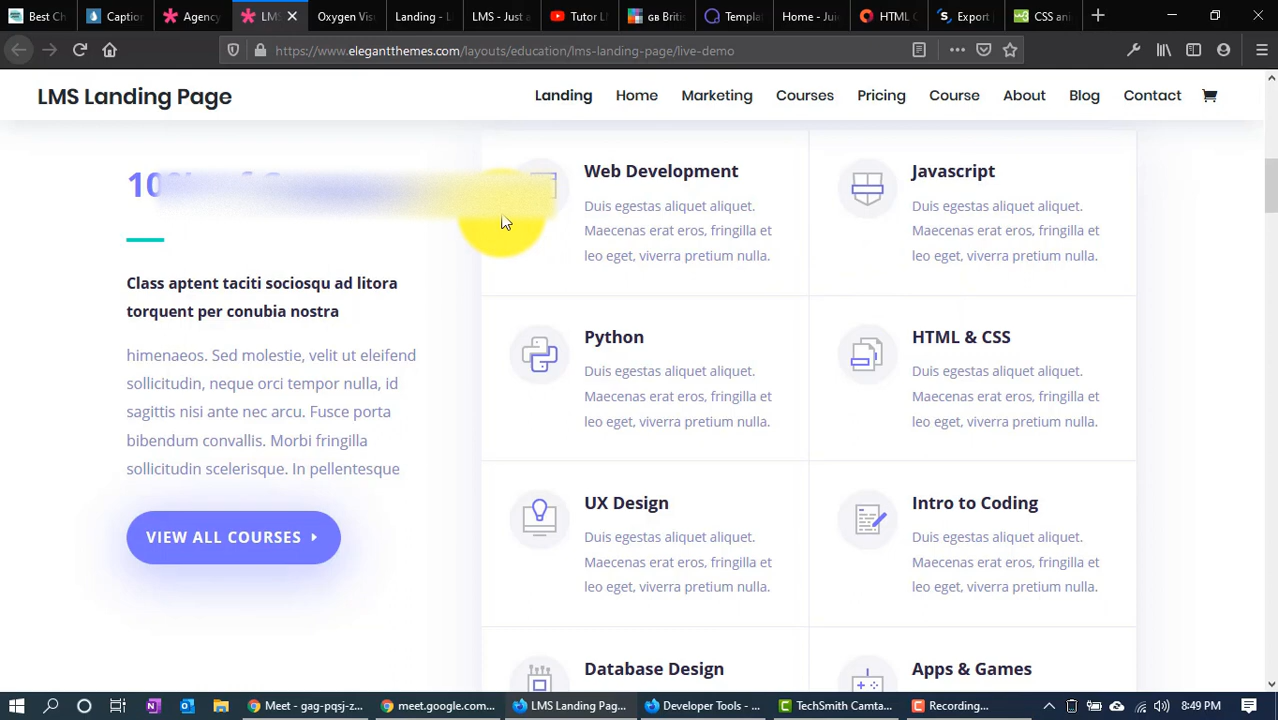 Best Ch
Caption
Agency
LMS
Oxygen Vis
Landing - L
LMS - Just a
Tutor L
GB Brit
Templa
Home - Jui
HTML C
Export
CSS ani
https://www.elegantthemes.com/layouts/education/lms-landing-page/live-demo
LMS Landing Page
Landing
Home
Marketing
Courses
Pricing
Course
About
Blog
Contact
Class aptent taciti sociosqu ad litora
torquent per conubia nostra
himenaeos. Sed molestie, velit ut eleifend
sollicitudin, neque orci tempor nulla, id
sagittis nisi ante nec arcu. Fusce porta
bibendum convallis. Morbi fringilla
sollicitudin scelerisque. In pellentesque
VIEW ALL COURSES
Web Development
Duis egestas aliquet aliquet.
Maecenas erat eros, fringilla et
leo eget, viverra pretium nulla.
Javascript
Duis egestas aliquet aliquet.
Maecenas erat eros, fringilla et
leo eget, viverra pretium nulla.
Python
Duis egestas aliquet aliquet.
Maecenas erat eros, fringilla et
leo eget, viverra pretium nulla.
HTML & CSS
Duis egestas aliquet aliquet.
Maecenas erat eros, fringilla et
leo eget, viverra pretium nulla.
UX Design
Duis egestas aliquet aliquet.
Maecenas erat eros, fringilla et
leo eget, viverra pretium nulla.
Intro to Coding
Duis egestas aliquet aliquet.
Maecenas erat eros, fringilla et
leo eget, viverra pretium nulla.
Database Design
Apps & Games
Meet - gag-pqsj-z...
meet.google.com...
LMS Landing Pag...
Developer Tools - ...
TechSmith Camta...
Recording...
8:49 PM